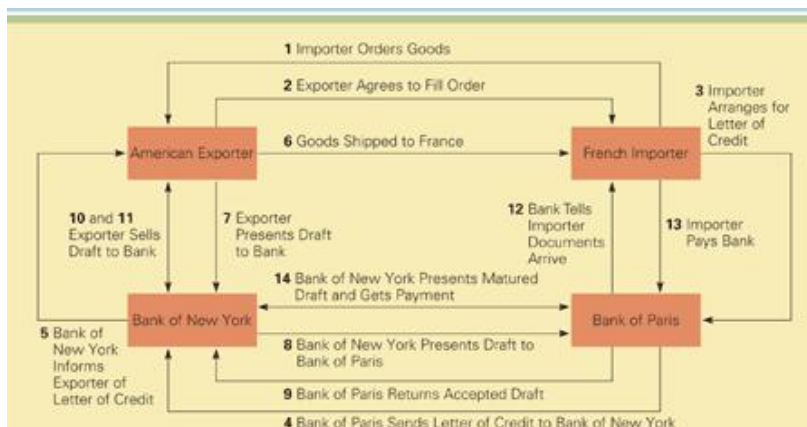 1 Importer Orders Goods
2 Exporter Agrees to Fill Order
3 Importer
Arranges for
Letter of
Credit
American Exporter
6 Goods Shipped to France
French Importer
10 and 11
Exporter Sells
Draft to Bank
7 Exporter
Presents Draft
to Bank
12 Bank Tells
Importer
Documents
Arrive
13 Importer
Pays Bank
14 Bank of New York Presents Matured
Draft and Gets Payment
Bank of New York
Bank of Paris
5 Bank of
New York
Informs
Exporter of
Letter of Credit
8 Bank of New York Presents Draft to
Bank of Paris
9 Bank of Paris Returns Accepted Draft
4 Bank of Paris Sends Letter of Credit to Bank of New York